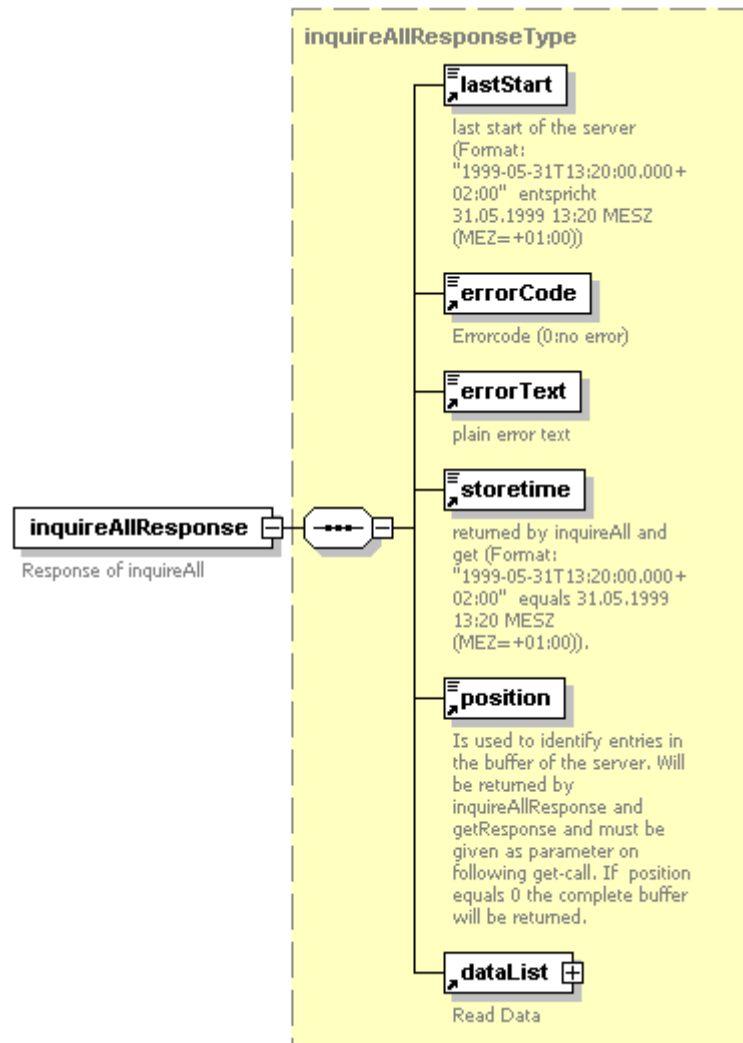 inquireAllResponseType
lastStart
last start of the server
(Format:
"1999-05-31T13:20:00.000+
02:00" entspricht
31.05.1999 13:20 MESZ
(MEZ=+01:00))
errorCode
Errorcode (0:no error)
errorText
plain error text
storetime
returned by inquireAll and
get (Format:
"1999-05-31T13:20:00.000+
02:00" equals 31.05.1999
13:20 MESZ
(MEZ=+01:00)).
inquireAllResponse
Response of inquireAll
position
Is used to identify entries in
the buffer of the server. Will
be returned by
inquireAllResponse and
getResponse and must be
given as parameter on
following get-call. If position
equals 0 the complete buffer
will be returned.
dataList
Read Data